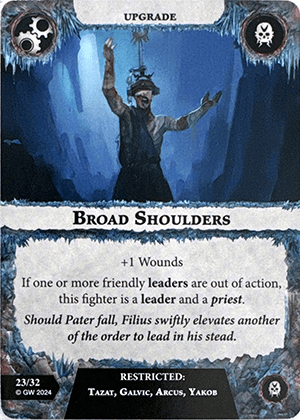 UPGRADE
BROAD SHOULDERS
+1 Wounds
If one or more friendly leaders are out of action,
this fighter is a leader and a priest.
Should Pater fall, Filius swiftly elevates another
of the order to lead in his stead.
23/32
© GW 2024
RESTRICTED:
TAZAT, GALVIC, ARCUS, YAKOB